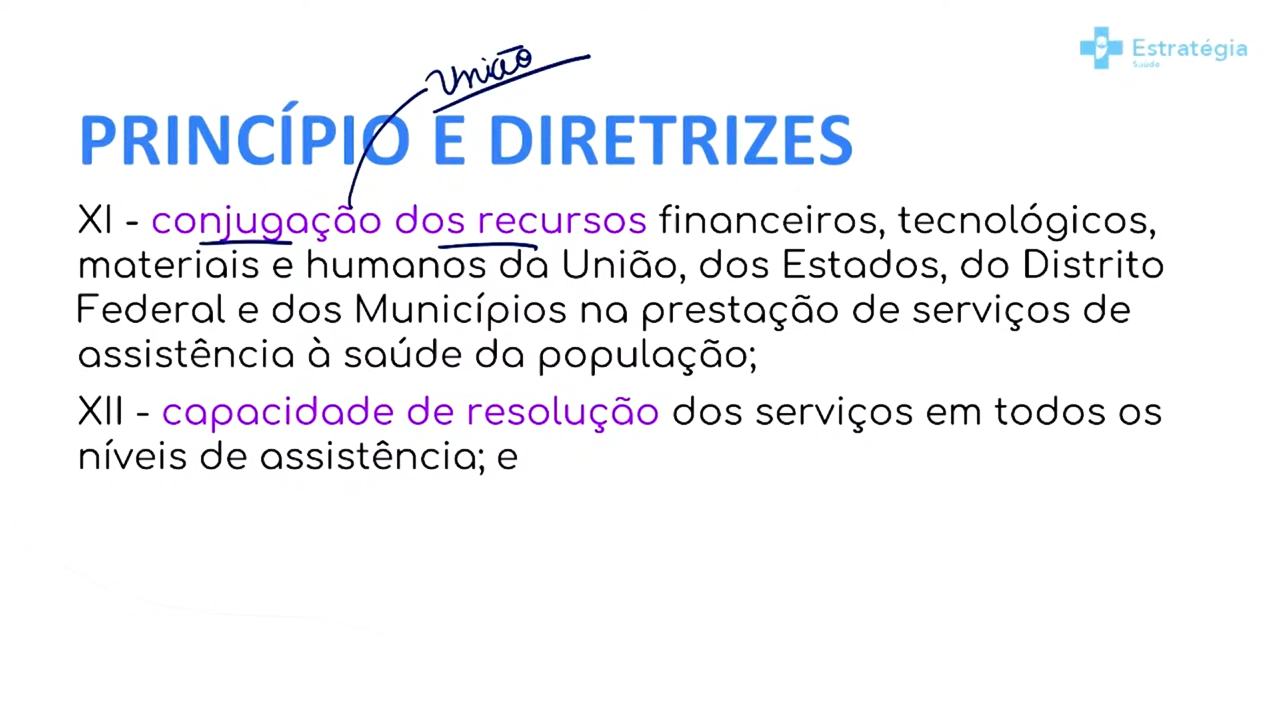 Estratégia
Saúde
União
PRINCÍPIO E DIRETRIZES
XI - conjugação dos recursos financeiros, tecnológicos,
materiais e humanos da União, dos Estados, do Distrito
Federal e dos Municípios na prestação de serviços de
assistência à saúde da população;
XII - capacidade de resolução dos serviços em todos os
níveis de assistência; e